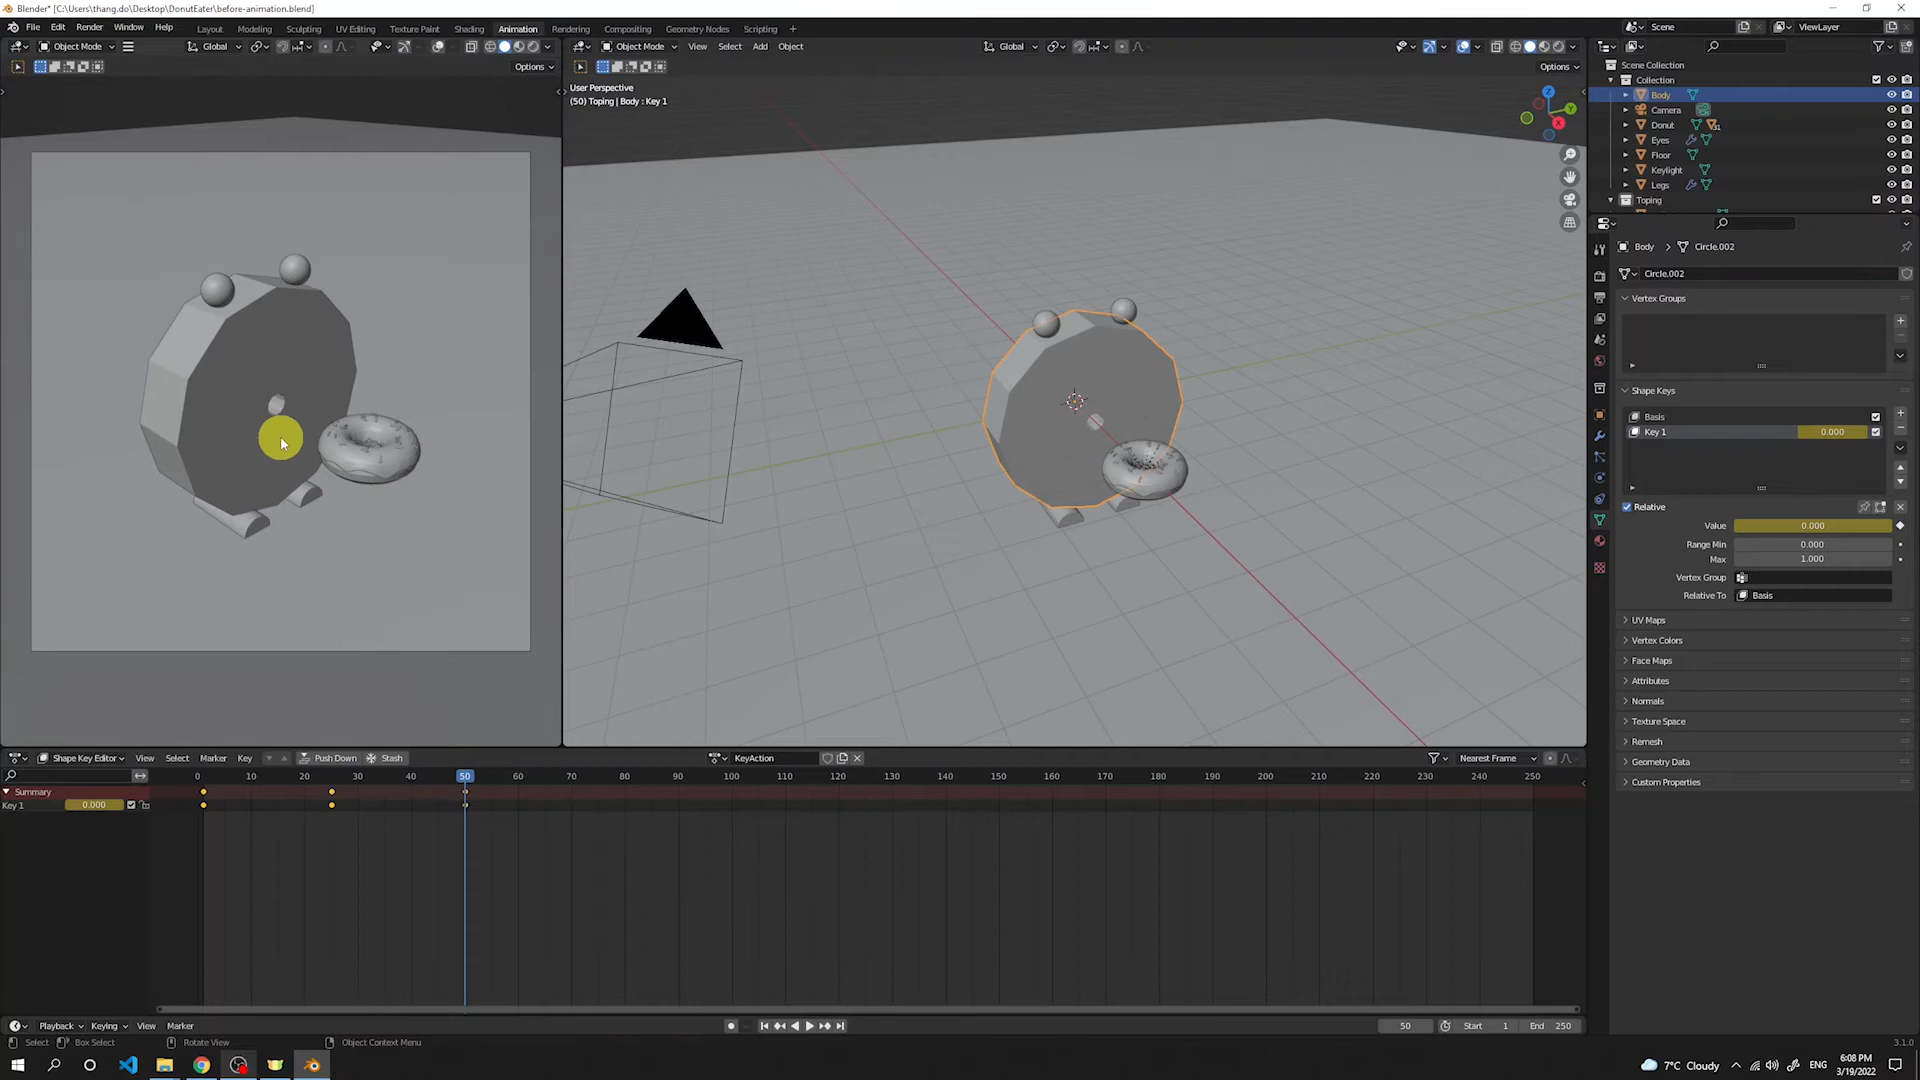 Blender* [C:\Users\thang.do\Desktop\DonutEater\before-animation.blend]
File Edit Render Window Help Layout Modeling Sculpting UV Editing Texture Paint Shading Animation Rendering Compositing Geometry Nodes Scripting + Scene ViewLayer
Object Mode Global Object Mode View Select Add Object Global
Options Options
User Perspective
(50) Toping | Body : Key 1
Z
Y
X
Scene Collection
Collection
Body
Camera
Donut 31
Eyes
Floor
Keylight
Legs
Toping
Body > Circle.002
Circle.002
Vertex Groups
Shape Keys
Basis
Key 1 0.000
Relative
Value 0.000
Range Min 0.000
Max 1.000
Vertex Group
Relative To Basis
UV Maps
Vertex Colors
Face Maps
Attributes
Normals
Texture Space
Remesh
Geometry Data
Custom Properties
Shape Key Editor View Select Marker Key Push Down Stash KeyAction Nearest Frame
0 10 20 30 40 50 60 70 80 90 100 110 120 130 140 150 160 170 180 190 200 210 220 230 240 250
Summary
Key 1 0.000
Playback Keying View Marker 50 Start 1 End 250
Select Box Select Rotate View Object Context Menu 3.1.0
7°C Cloudy ENG 6:08 PM
3/19/2022